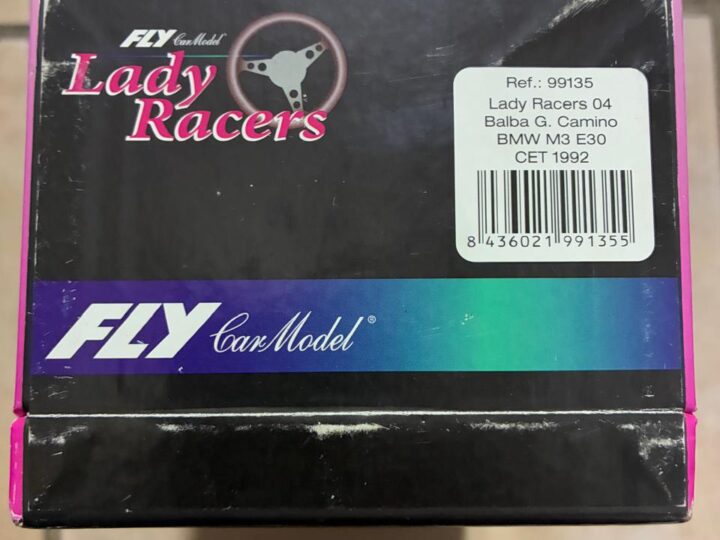 FLY CarModel
Lady
Racers
Ref.: 99135
Lady Racers 04
Balba G. Camino
BMW M3 E30
CET 1992
8 436021 991355
FLY CarModel®